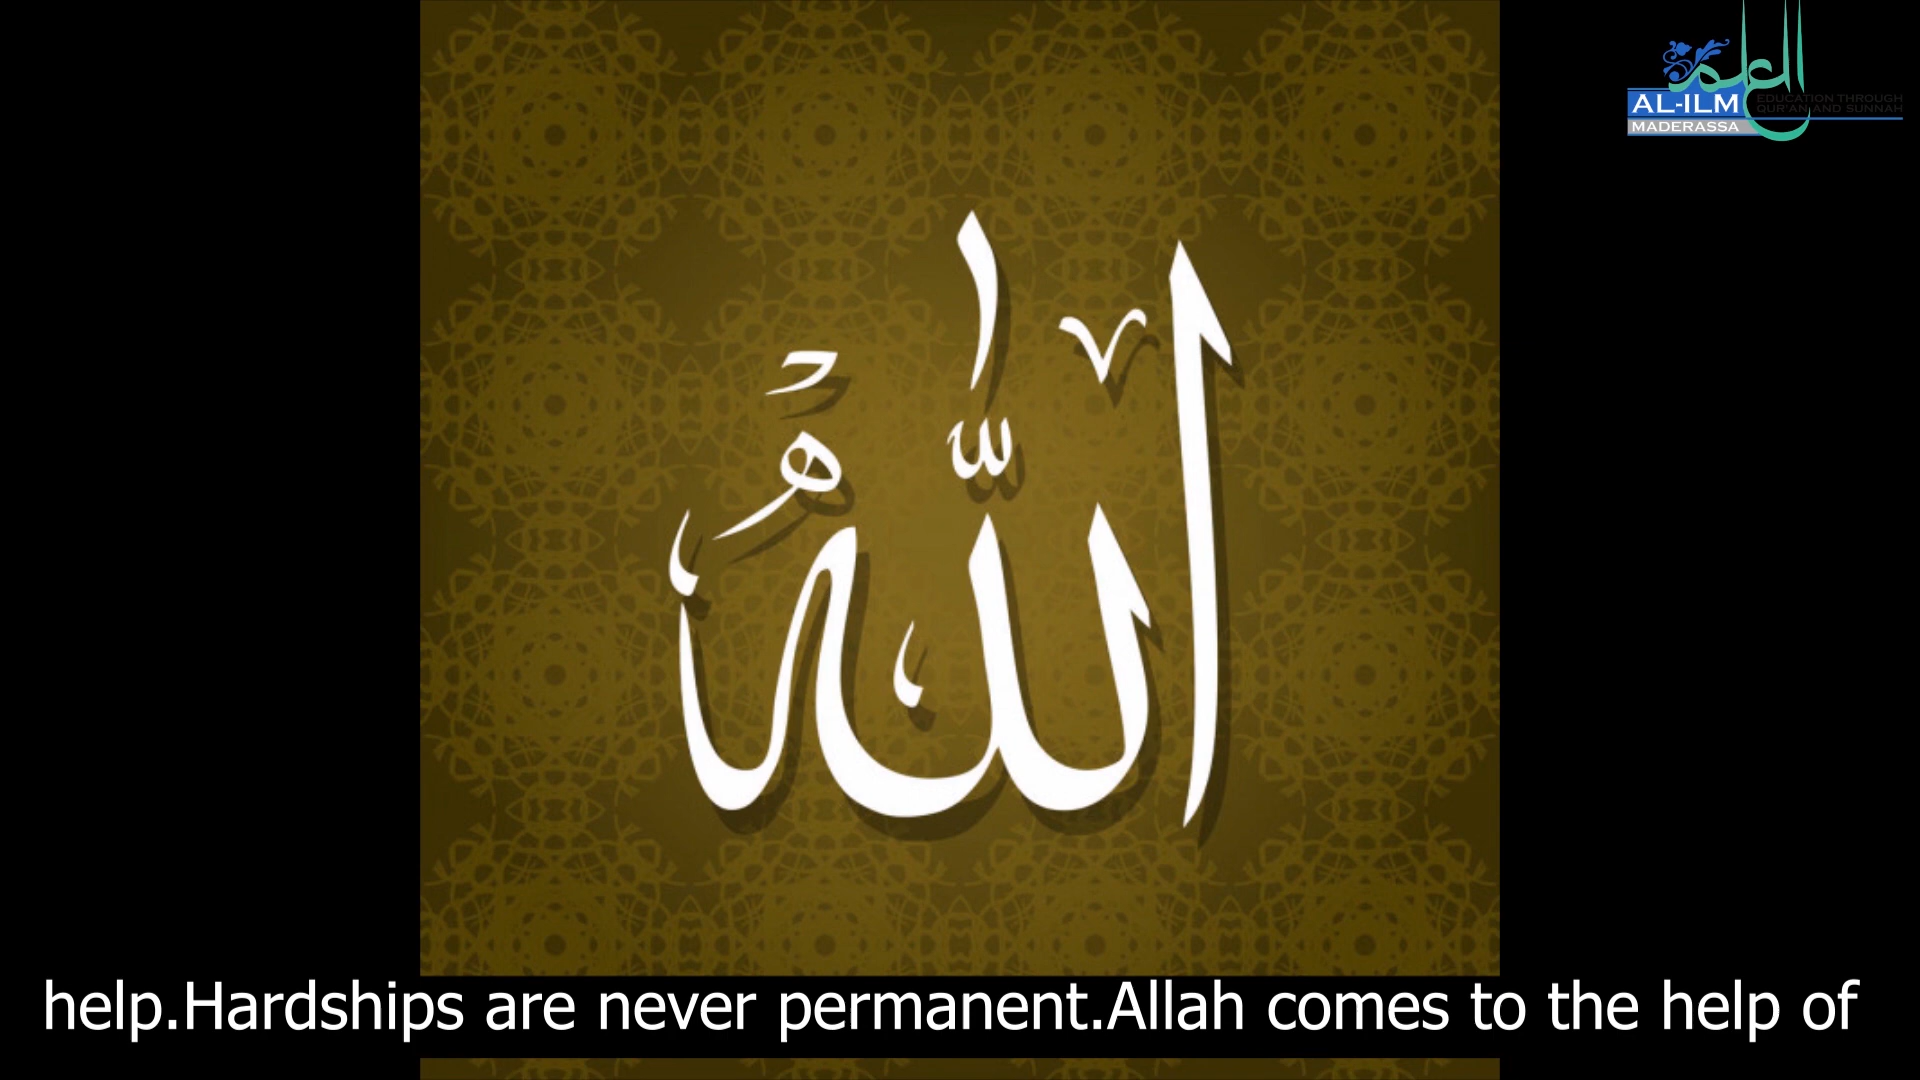 العلم
AL-ILM
MADERASSA
EDUCATION THROUGH
QUR'AN AND SUNNAH
اللّٰهُ
help.Hardships are never permanent.Allah comes to the help of